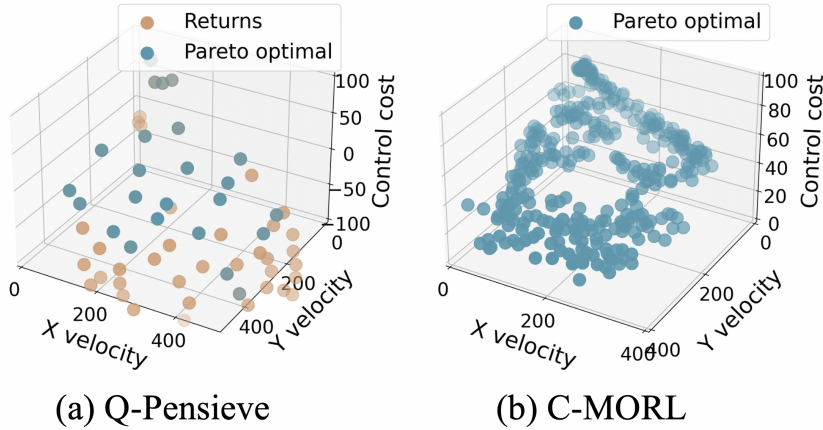 Returns
Pareto optimal
100
50
0
−50
−100
Control cost
0
200
400
Y velocity
0
200
400
X velocity
(a) Q-Pensieve
Pareto optimal
100
80
60
40
20
0
Control cost
0
200
400
Y velocity
0
200
400
X velocity
(b) C-MORL